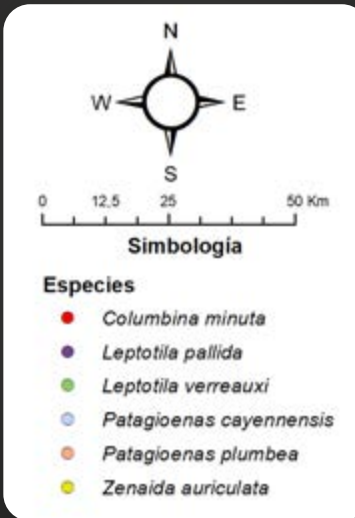 N
W E
S
0 12,5 25 50 Km
Simbología
Especies
Columbina minuta
Leptotila pallida
Leptotila verreauxi
Patagioenas cayennensis
Patagioenas plumbea
Zenaida auriculata